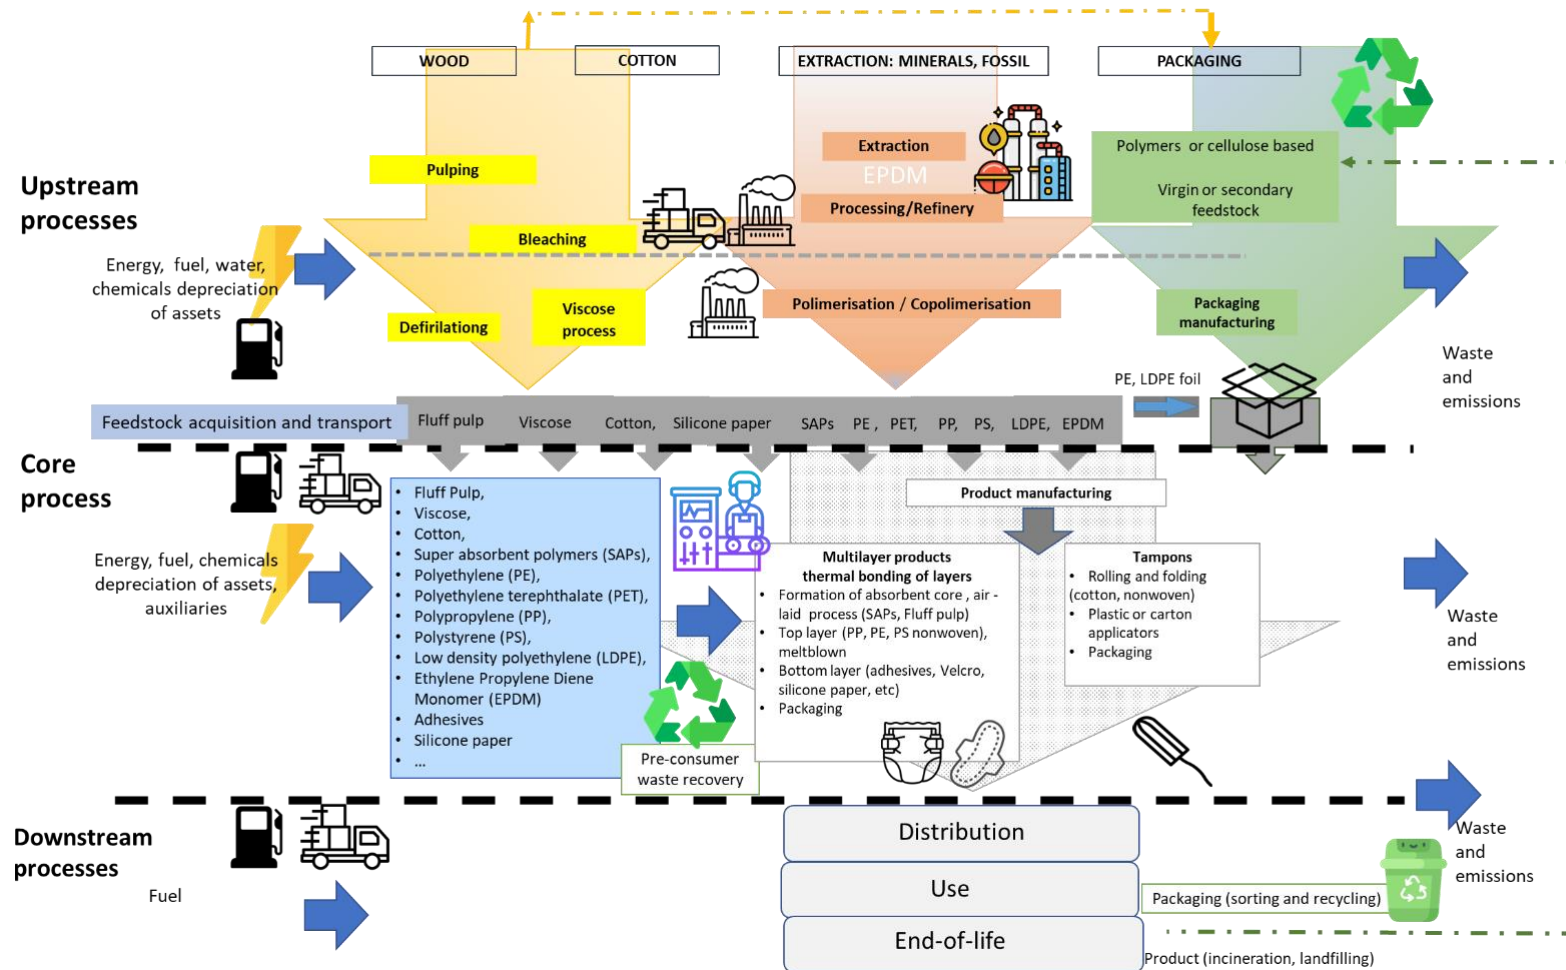 WOOD
COTTON
EXTRACTION: MINERALS, FOSSIL
PACKAGING
Upstream
processes
Energy, fuel, water,
chemicals depreciation
of assets
Pulping
Bleaching
Defirilationg
Viscose
process
Extraction
EPDM
Processing/Refinery
Polimerisation / Copolimerisation
Polymers or cellulose based
Virgin or secondary
feedstock
Packaging
manufacturing
Waste
and
emissions
PE, LDPE foil
Feedstock acquisition and transport
Fluff pulp
Viscose
Cotton,
Silicone paper
SAPs
PE ,
PET,
PP,
PS,
LDPE,
EPDM
Core
process
Energy, fuel, chemicals
depreciation of assets,
auxiliaries
• Fluff Pulp,
• Viscose,
• Cotton,
• Super absorbent polymers (SAPs),
• Polyethylene (PE),
• Polyethylene terephthalate (PET),
• Polypropylene (PP),
• Polystyrene (PS),
• Low density polyethylene (LDPE),
• Ethylene Propylene Diene
Monomer (EPDM)
• Adhesives
• Silicone paper
• ...
Pre-consumer
waste recovery
Product manufacturing
Multilayer products
thermal bonding of layers
• Formation of absorbent core , air -
laid process (SAPs, Fluff pulp)
• Top layer (PP, PE, PS nonwoven),
meltblown
• Bottom layer (adhesives, Velcro,
silicone paper, etc)
• Packaging
Tampons
• Rolling and folding
(cotton, nonwoven)
• Plastic or carton
applicators
• Packaging
Waste
and
emissions
Downstream
processes
Fuel
Distribution
Use
End-of-life
Packaging (sorting and recycling)
Product (incineration, landfilling)
Waste
and
emissions